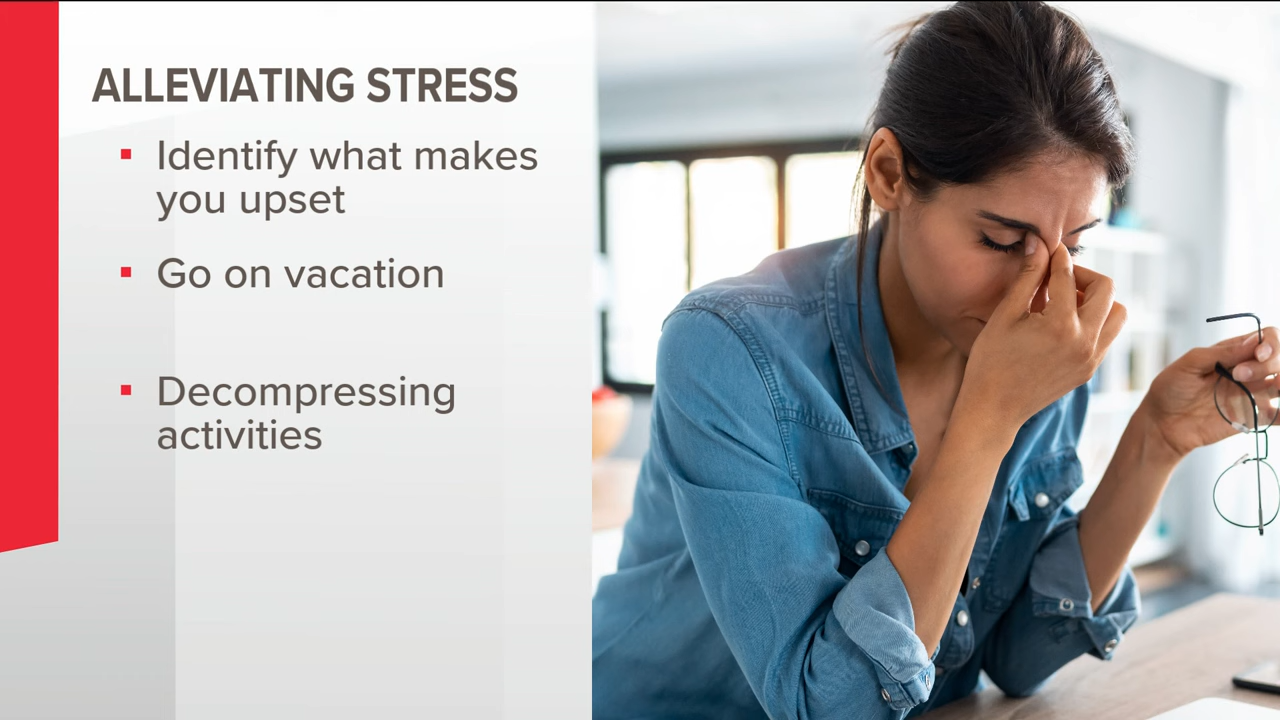 ALLEVIATING STRESS
Identify what makes
you upset
Go on vacation
Decompressing
activities